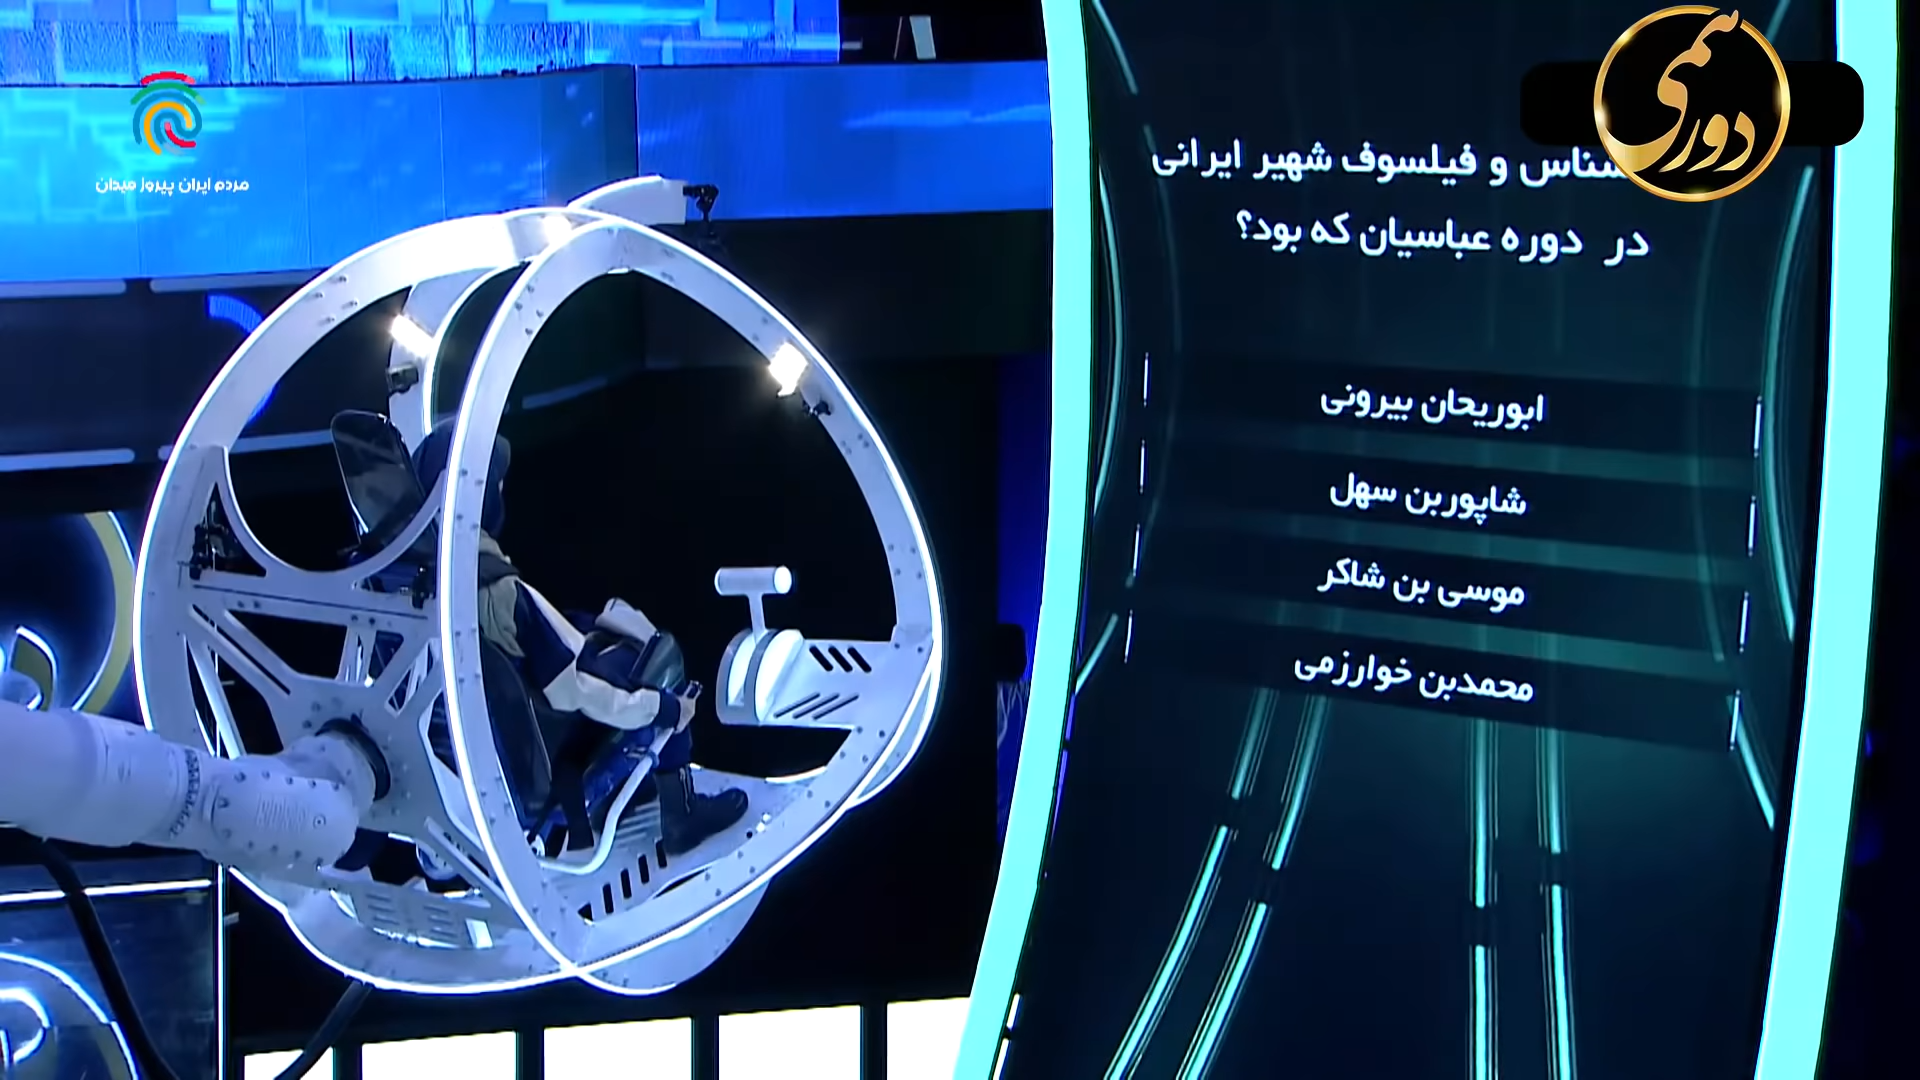 دورهمی
مردم ایران پیروز میدان
و فیلسوف شهیر ایرانی
در دوره عباسیان که بود؟
ابوریحان بیرونی
شاپوربن سهل
موسی بن شاکر
محمدبن خوارزمی